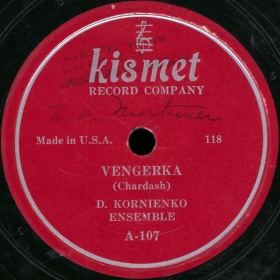 kismet
RECORD COMPANY
Made in U.S.A.
118
VENGERKA
(Chardash)
D. KORNIENKO
ENSEMBLE
A-107